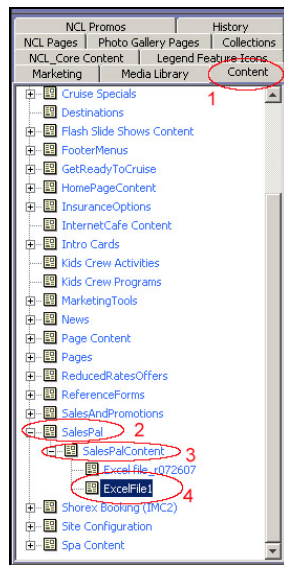 NCL Promos History
NCL Pages Photo Gallery Pages Collections
NCL_Core Content Legend Feature Icons
Marketing Media Library Content
1
Cruise Specials
Destinations
Flash Slide Shows Content
FooterMenus
GetReadyToCruise
HomePageContent
InsuranceOptions
InternetCafe Content
Intro Cards
Kids Crew Activities
Kids Crew Programs
MarketingTools
News
Page Content
Pages
ReducedRatesOffers
ReferenceForms
SalesAndPromotions
SalesPal 2
SalesPalContent 3
Excel file_r072607
ExcelFile1 4
Shorex Booking (IMC2)
Site Configuration
Spa Content